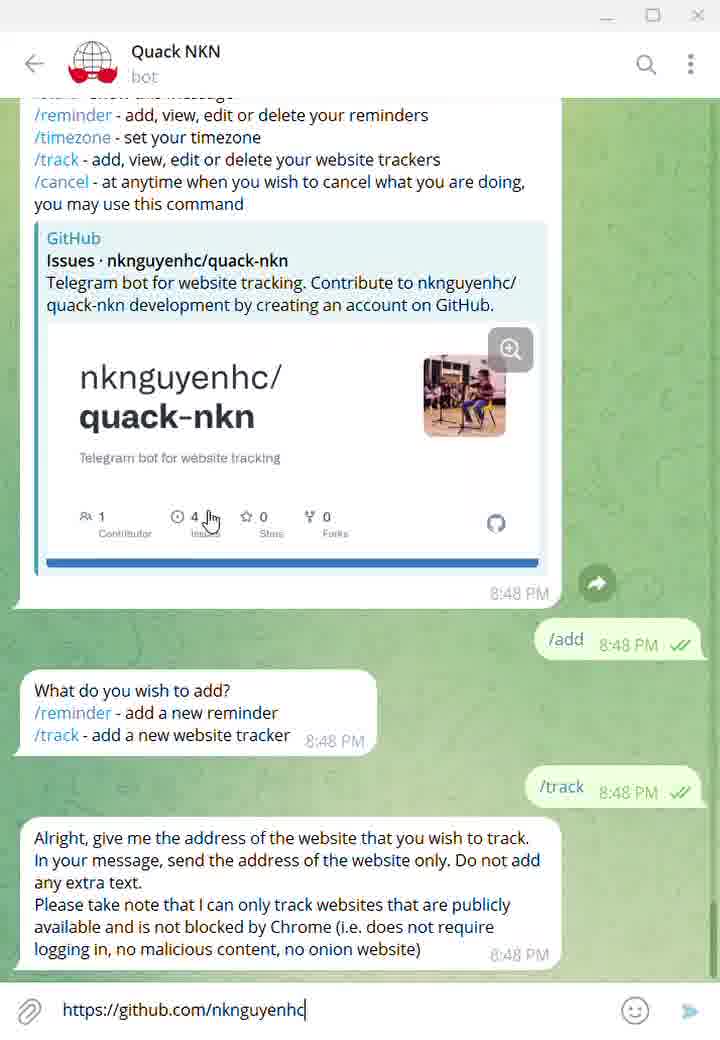 Quack NKN
bot
/reminder - add, view, edit or delete your reminders
/timezone - set your timezone
/track - add, view, edit or delete your website trackers
/cancel - at anytime when you wish to cancel what you are doing,
you may use this command
GitHub
Issues · nknguyenhc/quack-nkn
Telegram bot for website tracking. Contribute to nknguyenhc/
quack-nkn development by creating an account on GitHub.
nknguyenhc/
quack-nkn
Telegram bot for website tracking
1 4 0 0
Contributor Issues Stars Forks
8:48 PM
/add 8:48 PM
What do you wish to add?
/reminder - add a new reminder
/track - add a new website tracker 8:48 PM
/track 8:48 PM
Alright, give me the address of the website that you wish to track.
In your message, send the address of the website only. Do not add
any extra text.
Please take note that I can only track websites that are publicly
available and is not blocked by Chrome (i.e. does not require
logging in, no malicious content, no onion website) 8:48 PM
https://github.com/nknguyenhc